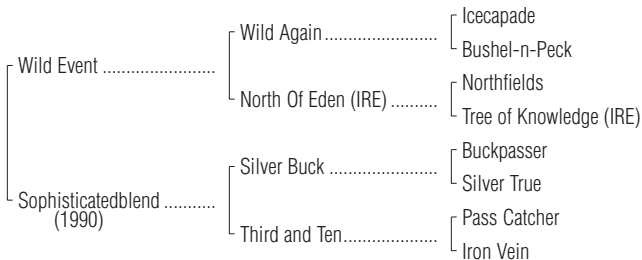 Icecapade
Wild Again......................
Bushel-n-Peck
Wild Event ......................
Northfields
North Of Eden (IRE) ..........
Tree of Knowledge (IRE)
Buckpasser
Silver Buck .....................
Silver True
Sophisticatedblend ...........
(1990)
Pass Catcher
Third and Ten...................
Iron Vein